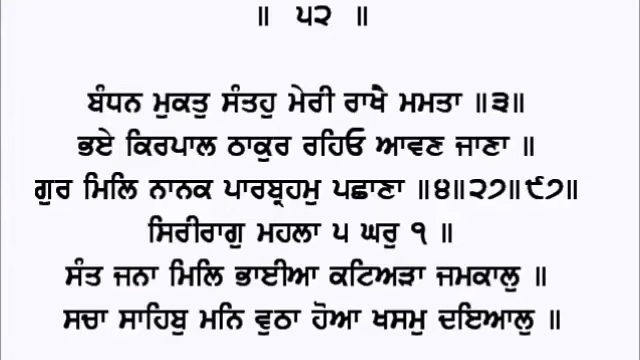 ॥ ੫੨ ॥
ਬੰਧਨ ਮੁਕਤੁ ਸੰਤਹੁ ਮੇਰੀ ਰਾਖੈ ਮਮਤਾ ॥੩॥
ਭਏ ਕਿਰਪਾਲ ਠਾਕੁਰ ਰਹਿਓ ਆਵਣ ਜਾਣਾ ॥
ਗੁਰ ਮਿਲਿ ਨਾਨਕ ਪਾਰਬ੍ਰਹਮੁ ਪਛਾਣਾ ॥੪॥੨੭॥੯੭॥
ਸਿਰੀਰਾਗੁ ਮਹਲਾ ੫ ਘਰੁ ੧ ॥
ਸੰਤ ਜਨਾ ਮਿਲਿ ਭਾਈਆ ਕਟਿਅੜਾ ਜਮਕਾਲੁ ॥
ਸਚਾ ਸਾਹਿਬੁ ਮਨਿ ਵੁਠਾ ਹੋਆ ਖਸਮੁ ਦਇਆਲੁ ॥